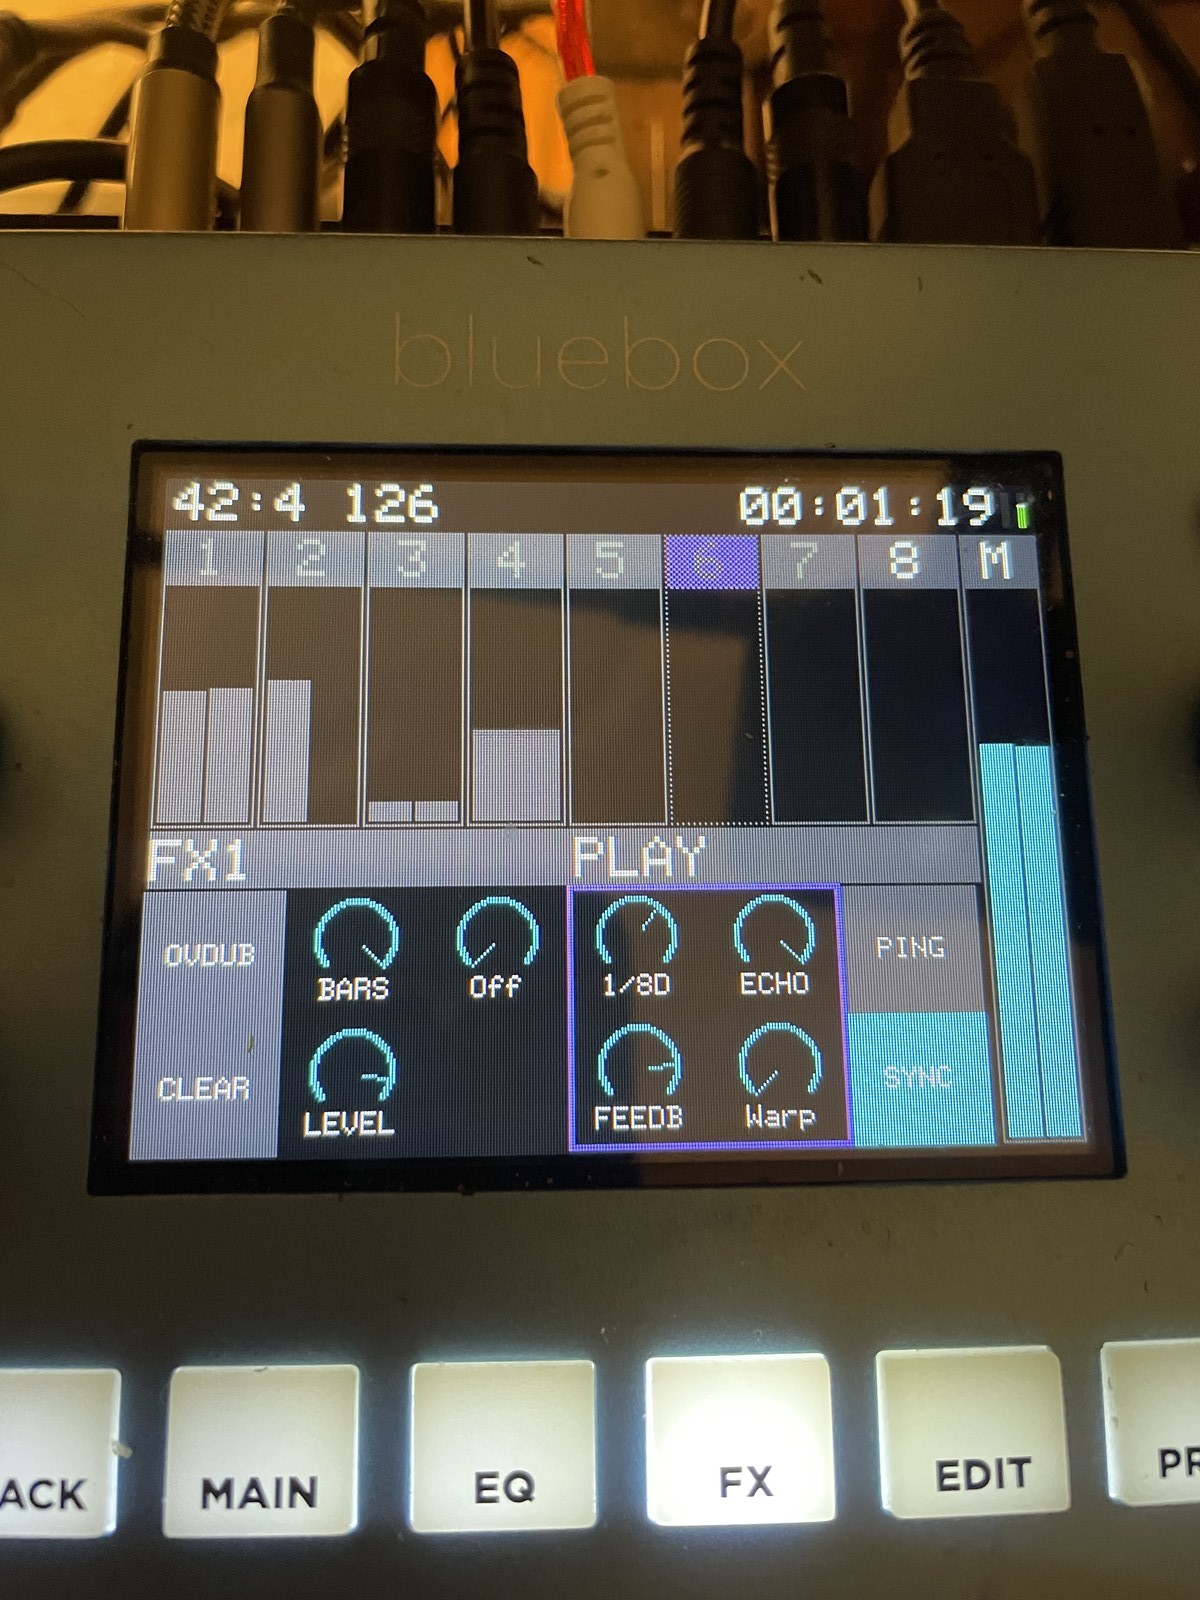 bluebox
42:4 126 00:01:19
1 2 3 4 5 6 7 8 M
FX1 PLAY
OVDUB BARS Off 1/8D ECHO PING
CLEAR LEVEL FEEDB Warp SYNC
ACK MAIN EQ FX EDIT PR